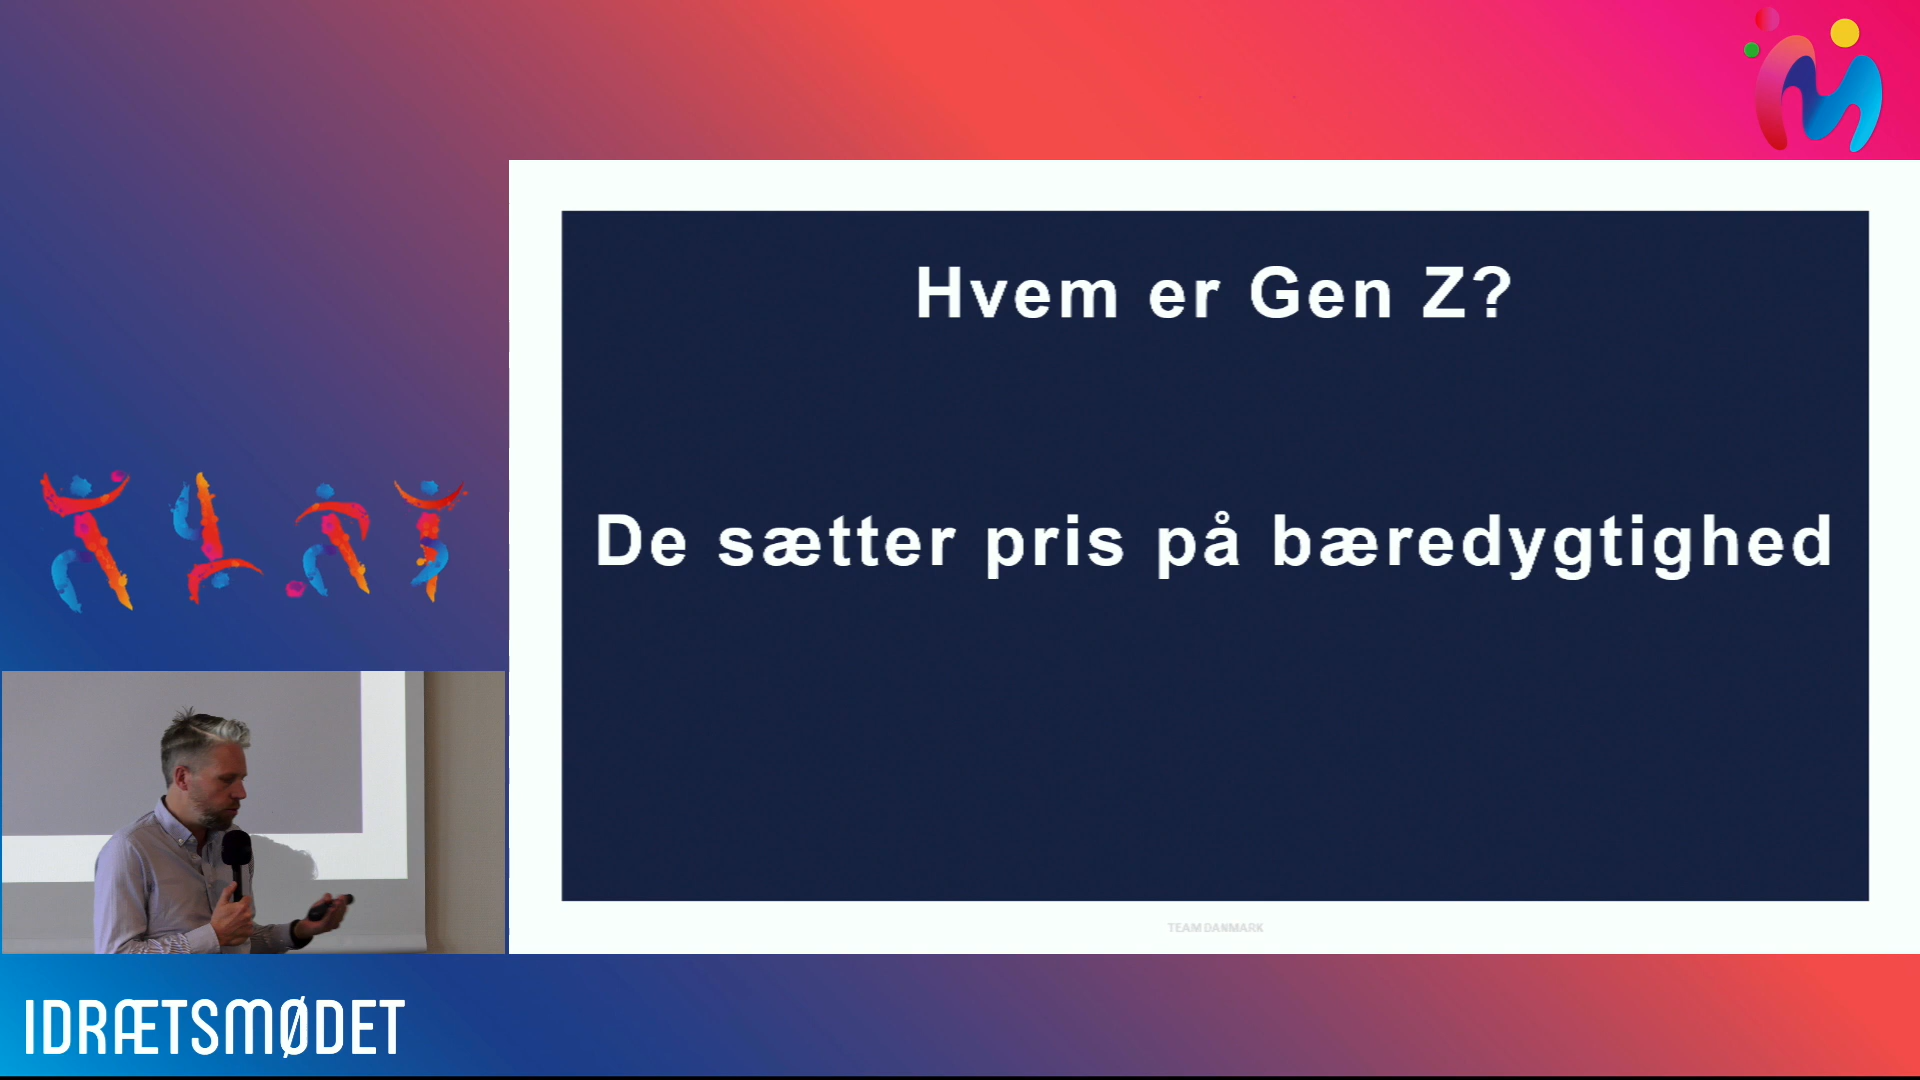 Hvem er Gen Z?
De sætter pris på bæredygtighed
TEAM DANMARK
IDRÆTSMØDET